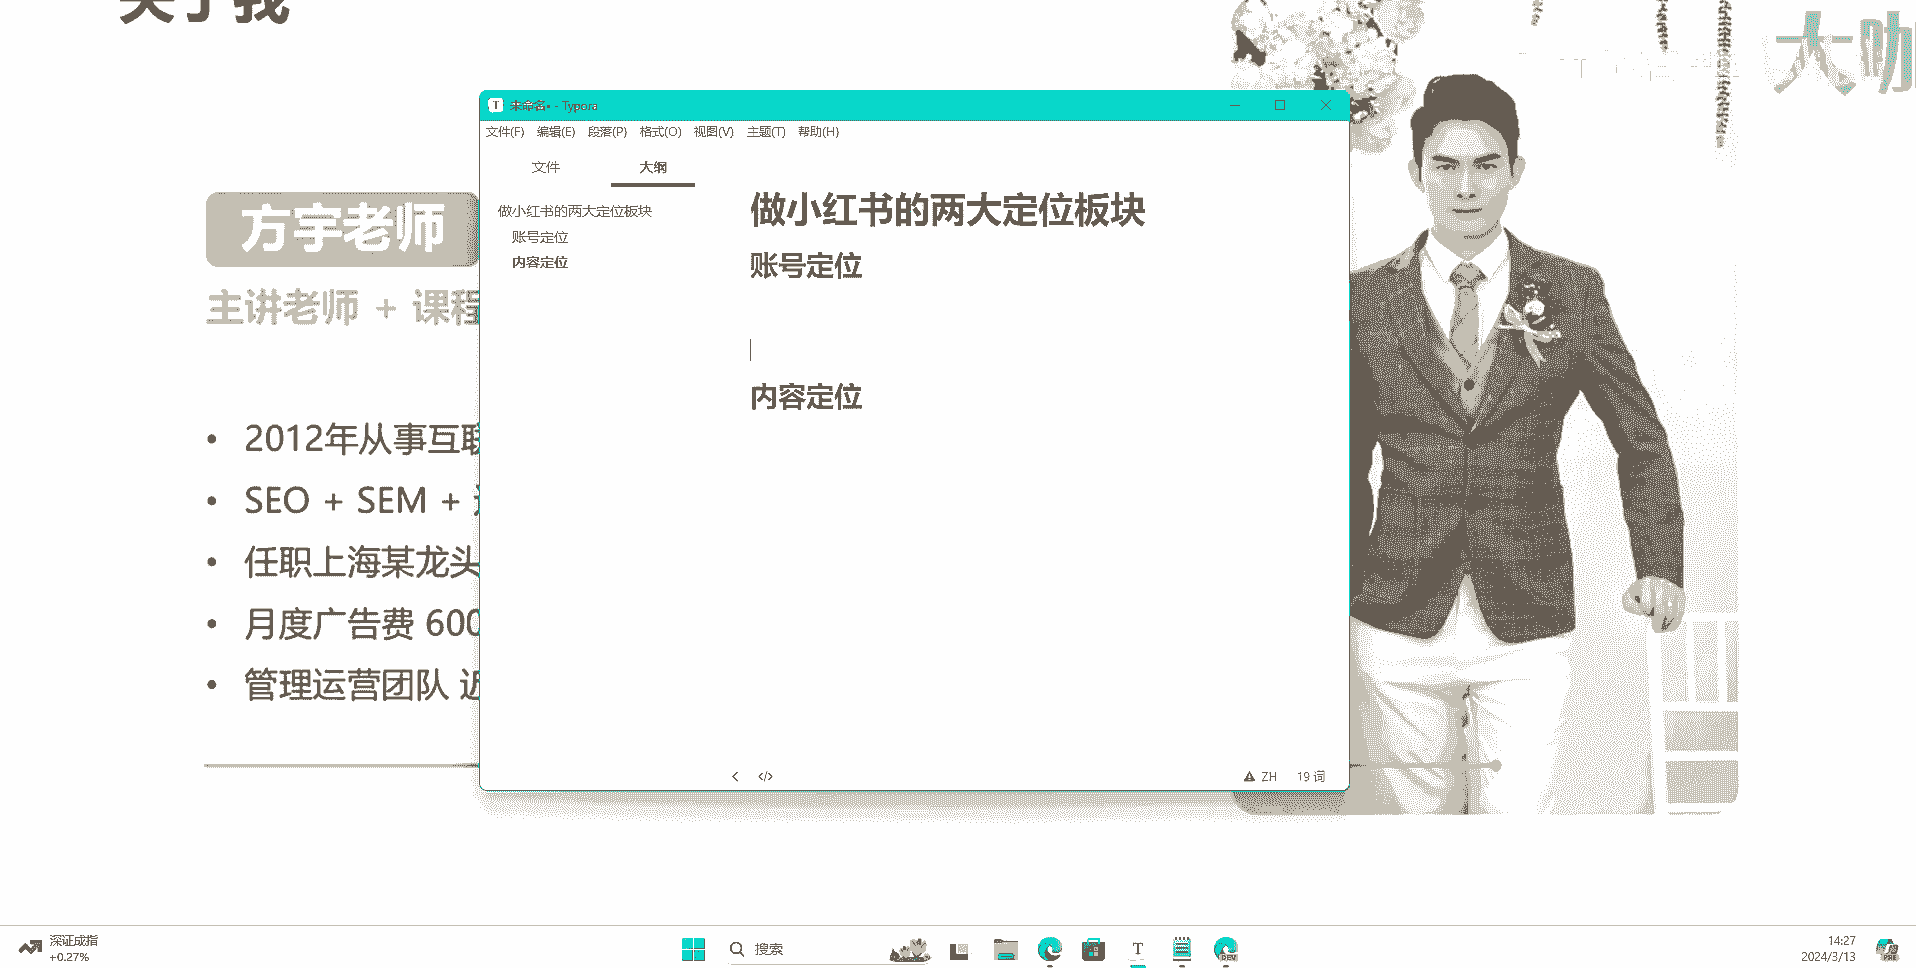 关于我
大咖
方宇老师
主讲老师 + 课程
2012年从事互联
SEO + SEM +
任职上海某龙头
月度广告费 600
管理运营团队 近
未命名• - Typora
文件(F) 编辑(E) 段落(P) 格式(O) 视图(V) 主题(T) 帮助(H)
文件 大纲
做小红书的两大定位板块
账号定位
内容定位
做小红书的两大定位板块
账号定位
内容定位
ZH 19 词
深证成指
+0.27%
搜索
T
DEV
14:27
2024/3/13
PRE